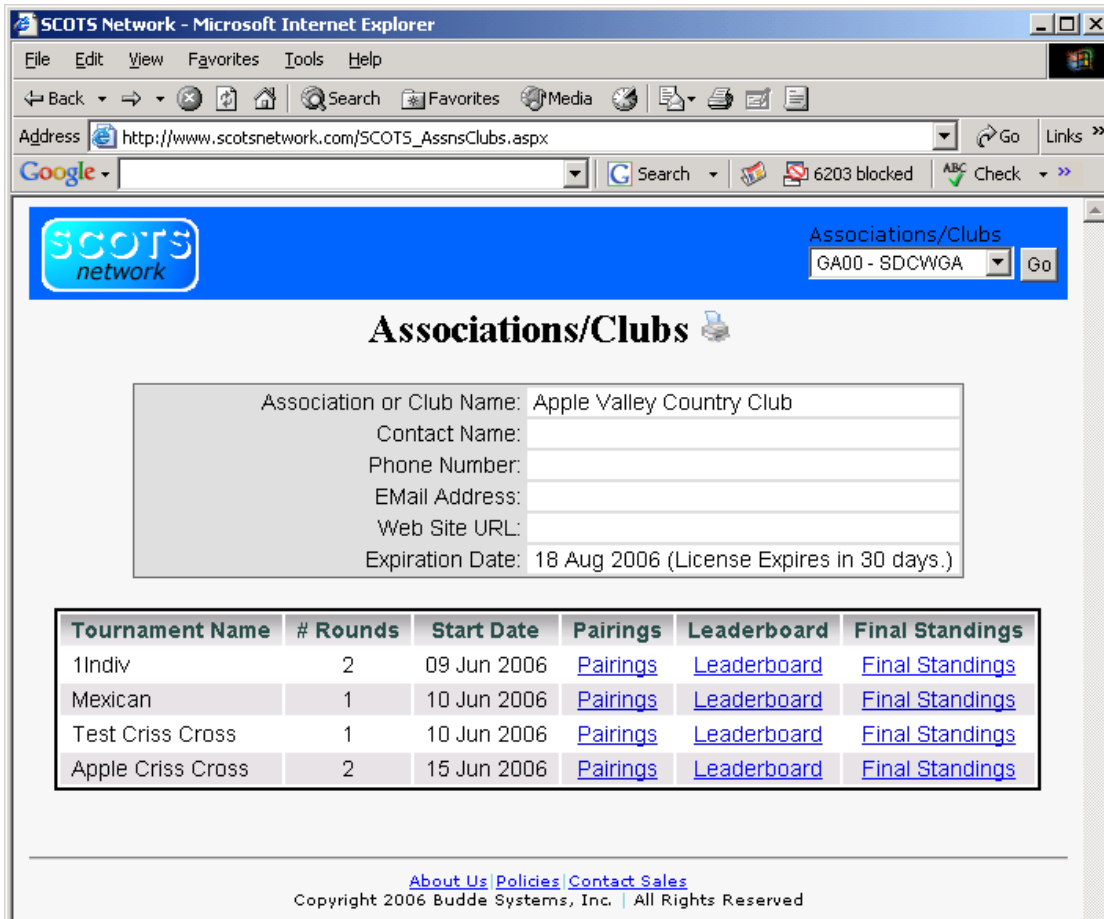 SCOTS Network - Microsoft Internet Explorer
File Edit View Favorites Tools Help
Back Search Favorites Media
Address http://www.scotsnetwork.com/SCOTS_AssnsClubs.aspx Go Links »
Google Search 6203 blocked ABC Check »
SCOTS
network
Associations/Clubs
GA00 - SDCWGA Go
Associations/Clubs
Association or Club Name: Apple Valley Country Club
Contact Name:
Phone Number:
EMail Address:
Web Site URL:
Expiration Date: 18 Aug 2006 (License Expires in 30 days.)
Tournament Name # Rounds Start Date Pairings Leaderboard Final Standings
1Indiv 2 09 Jun 2006 Pairings Leaderboard Final Standings
Mexican 1 10 Jun 2006 Pairings Leaderboard Final Standings
Test Criss Cross 1 10 Jun 2006 Pairings Leaderboard Final Standings
Apple Criss Cross 2 15 Jun 2006 Pairings Leaderboard Final Standings
About Us | Policies | Contact Sales
Copyright 2006 Budde Systems, Inc. | All Rights Reserved